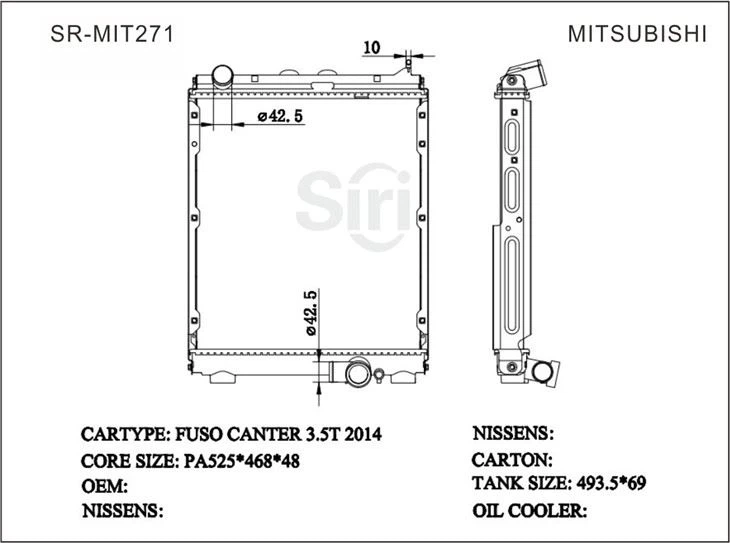 SR-MIT271
MITSUBISHI
10
ø42.5
Siri
ø42.5
CARTYPE: FUSO CANTER 3.5T 2014
CORE SIZE: PA525*468*48
OEM:
NISSENS:
NISSENS:
CARTON:
TANK SIZE: 493.5*69
OIL COOLER: